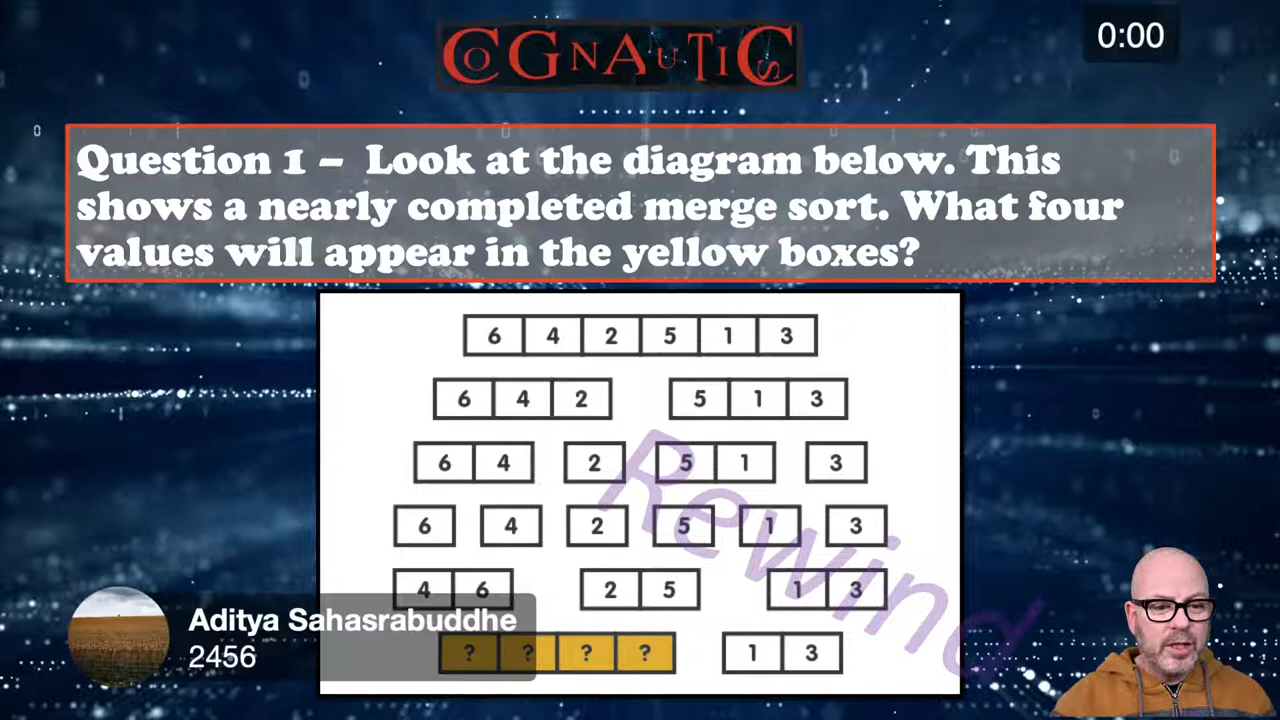 COGNAUTICS
0:00
Question 1 – Look at the diagram below. This
shows a nearly completed merge sort. What four
values will appear in the yellow boxes?
6 4 2 5 1 3
6 4 2 5 1 3
6 4 2 5 1 3
6 4 2 5 1 3
4 6 2 5 1 3
? ? ? ? 1 3
Rewind
Aditya Sahasrabuddhe
2456